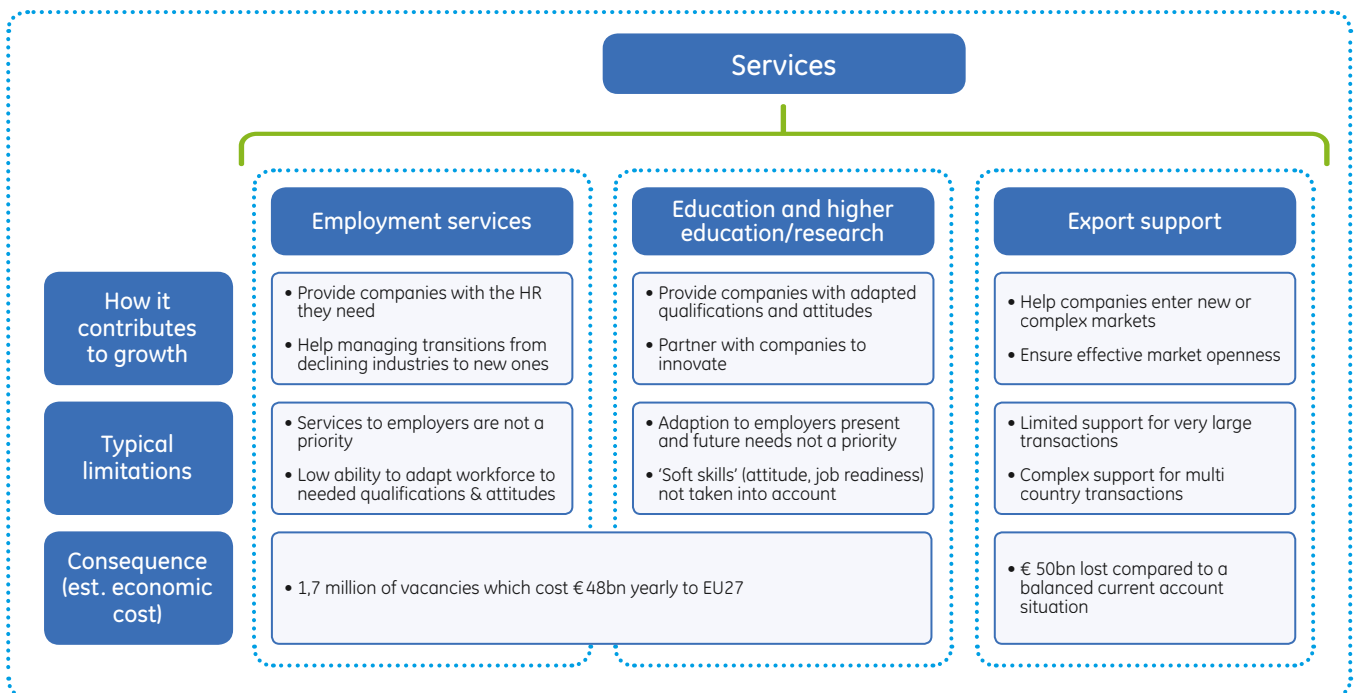 Services
Employment services
Education and higher
education/research
Export support
How it
contributes
to growth
• Provide companies with the HR
they need
• Help managing transitions from
declining industries to new ones
• Provide companies with adapted
qualifications and attitudes
• Partner with companies to
innovate
• Help companies enter new or
complex markets
• Ensure effective market openness
Typical
limitations
• Services to employers are not a
priority
• Low ability to adapt workforce to
needed qualifications & attitudes
• Adaption to employers present
and future needs not a priority
• ‘Soft skills’ (attitude, job readiness)
not taken into account
• Limited support for very large
transactions
• Complex support for multi
country transactions
Consequence
(est. economic
cost)
• 1,7 million of vacancies which cost €48bn yearly to EU27
• € 50bn lost compared to a
balanced current account
situation